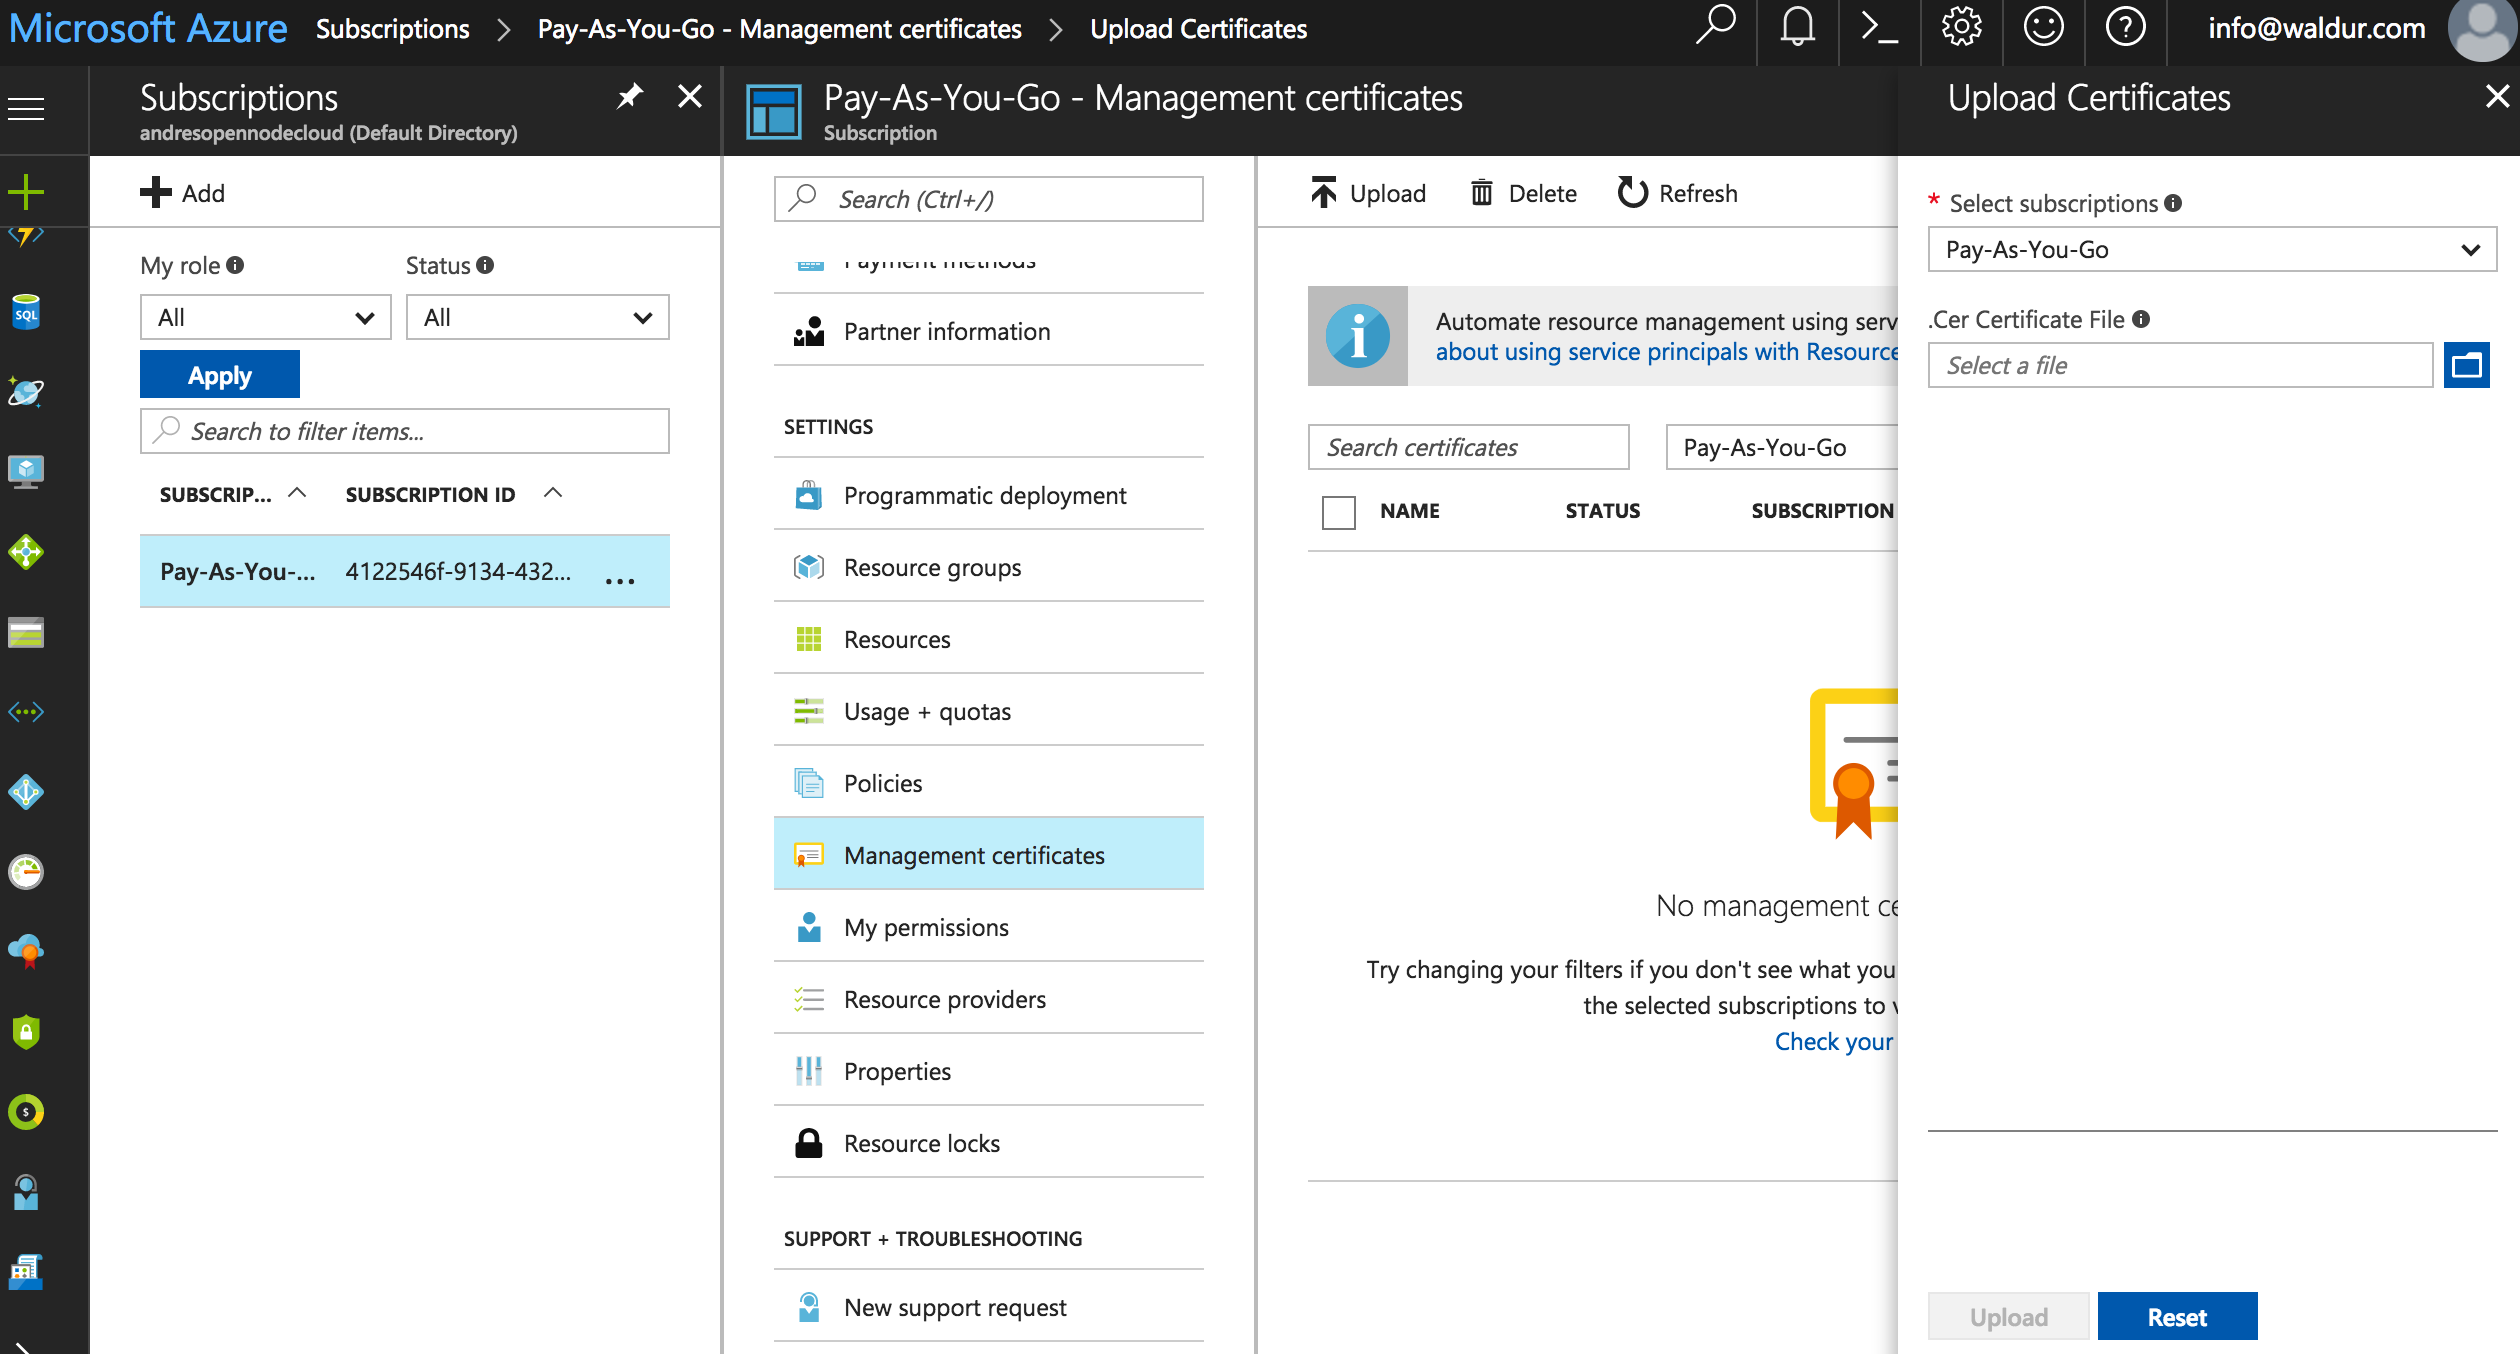 Microsoft Azure Subscriptions Pay-As-You-Go - Management certificates Upload Certificates info@waldur.com
Subscriptions
andresopennodecloud (Default Directory)
Add
My role Status
All All
Apply
Search to filter items...
SUBSCRIP... SUBSCRIPTION ID
Pay-As-You-... 4122546f-9134-432... ...
Pay-As-You-Go - Management certificates
Subscription
Search (Ctrl+/)
Payment methods
Partner information
SETTINGS
Programmatic deployment
Resource groups
Resources
Usage + quotas
Policies
Management certificates
My permissions
Resource providers
Properties
Resource locks
SUPPORT + TROUBLESHOOTING
New support request
Upload Delete Refresh
Automate resource management using serv
about using service principals with Resource
Search certificates Pay-As-You-Go
NAME STATUS SUBSCRIPTION
No management ce
Try changing your filters if you don't see what you
the selected subscriptions to v
Check your
Upload Certificates
* Select subscriptions
Pay-As-You-Go
.Cer Certificate File
Select a file
Upload Reset
SQL
$